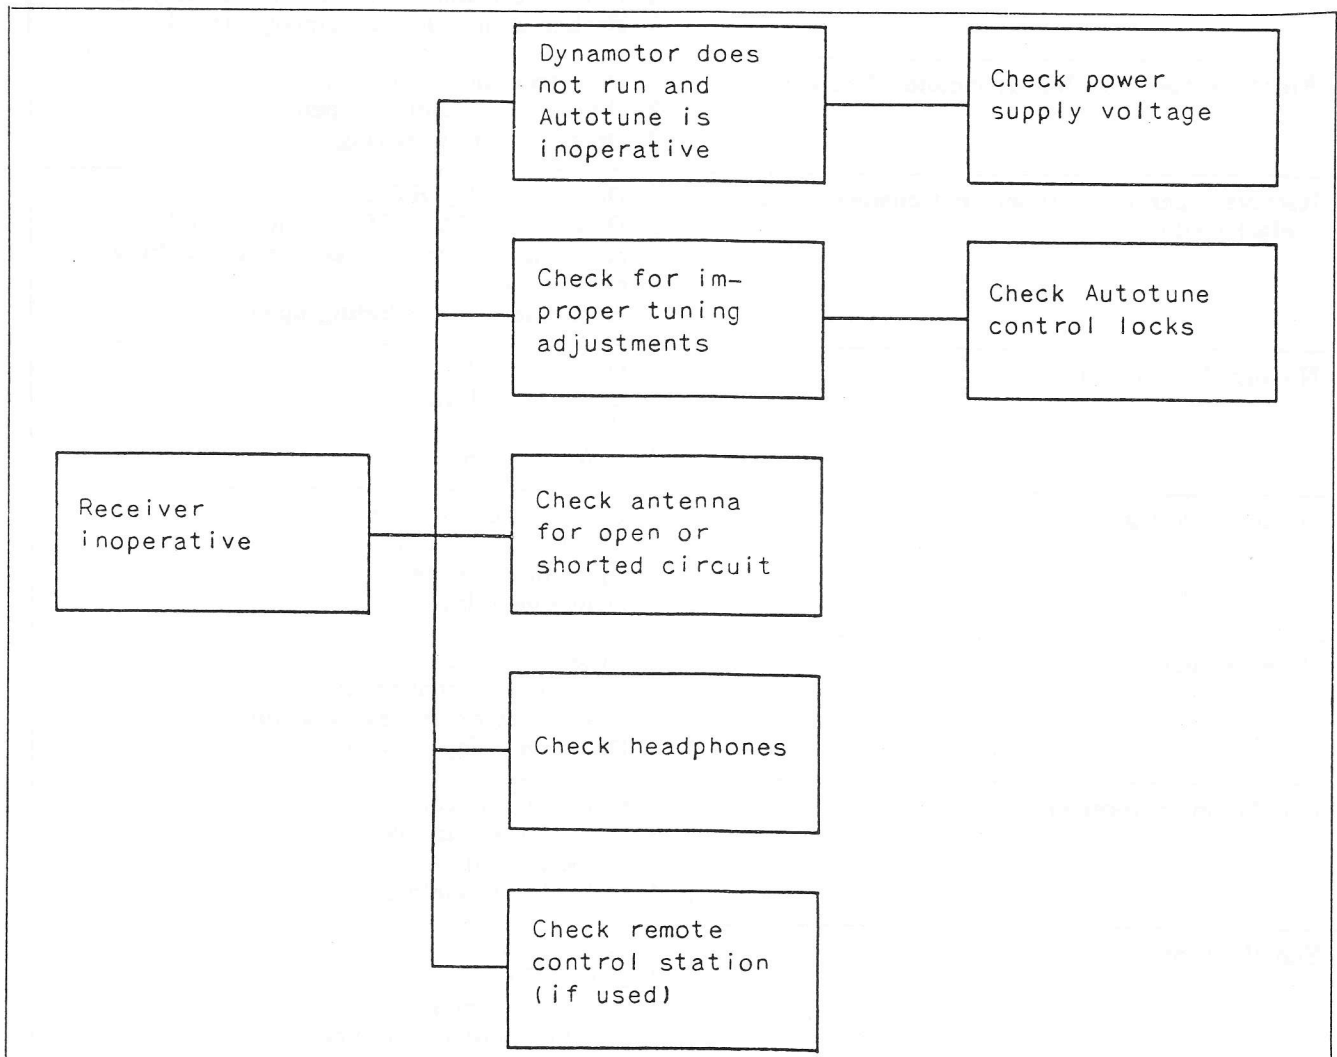 Dynamotor does
not run and
Autotune is
inoperative
Check power
supply voltage
Check for im-
proper tuning
adjustments
Check Autotune
control locks
Receiver
inoperative
Check antenna
for open or
shorted circuit
Check headphones
Check remote
control station
(if used)